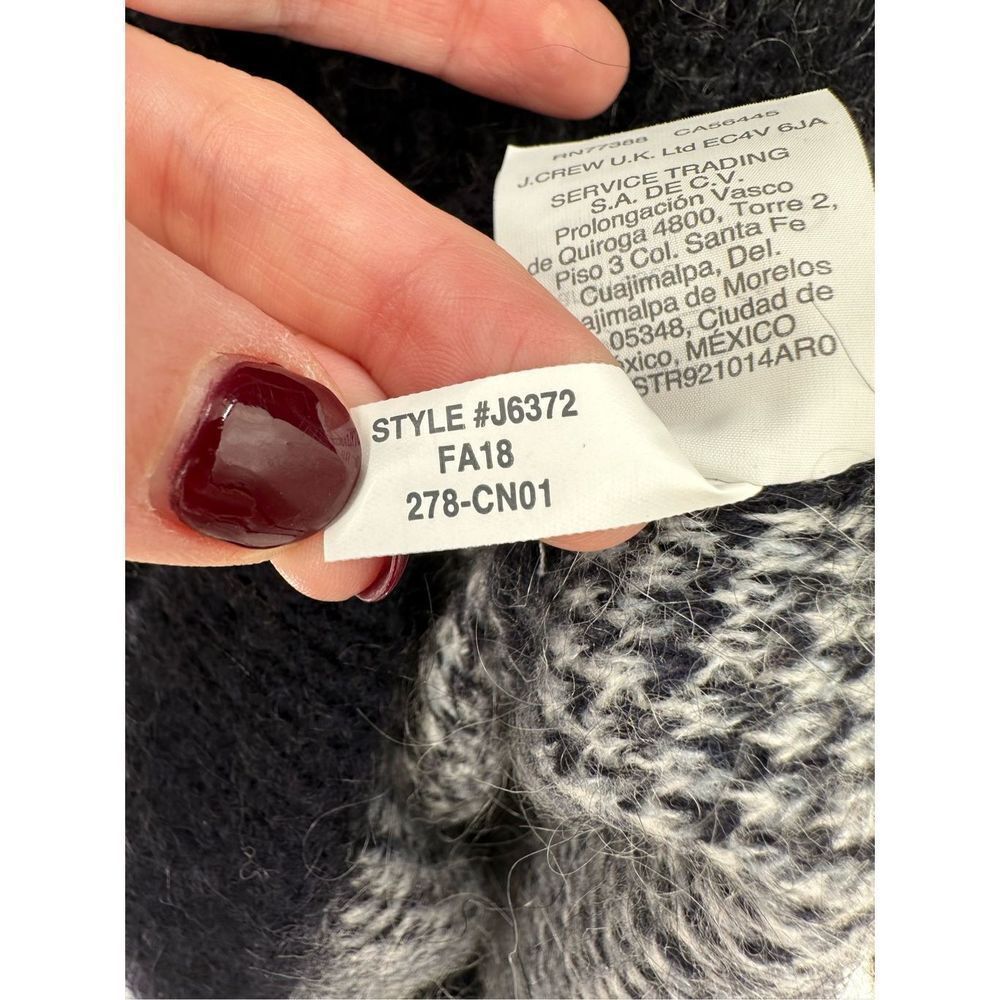 RN77388 CA56445
J.CREW U.K. Ltd EC4V 6JA
SERVICE TRADING
S.A. DE C.V.
Prolongación Vasco
de Quiroga 4800, Torre 2,
Piso 3 Col. Santa Fe
Cuajimalpa, Del.
ajimalpa de Morelos
05348, Ciudad de
éxico, MÉXICO
STR921014AR0
STYLE #J6372
FA18
278-CN01